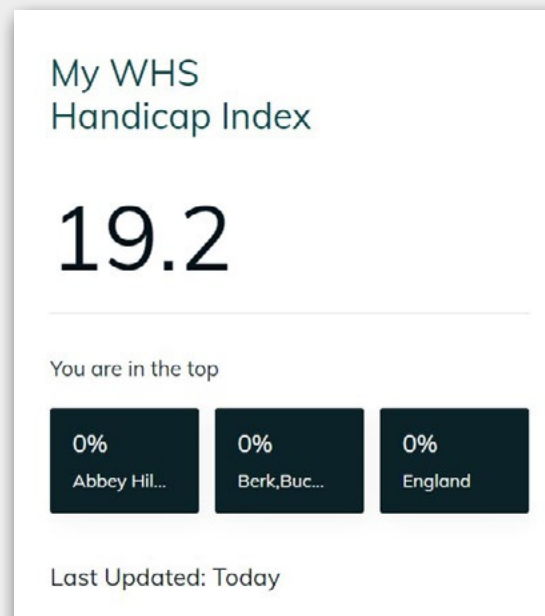 My WHS
Handicap Index
19.2
You are in the top
0%
Abbey Hil...
0%
Berk,Buc...
0%
England
Last Updated: Today